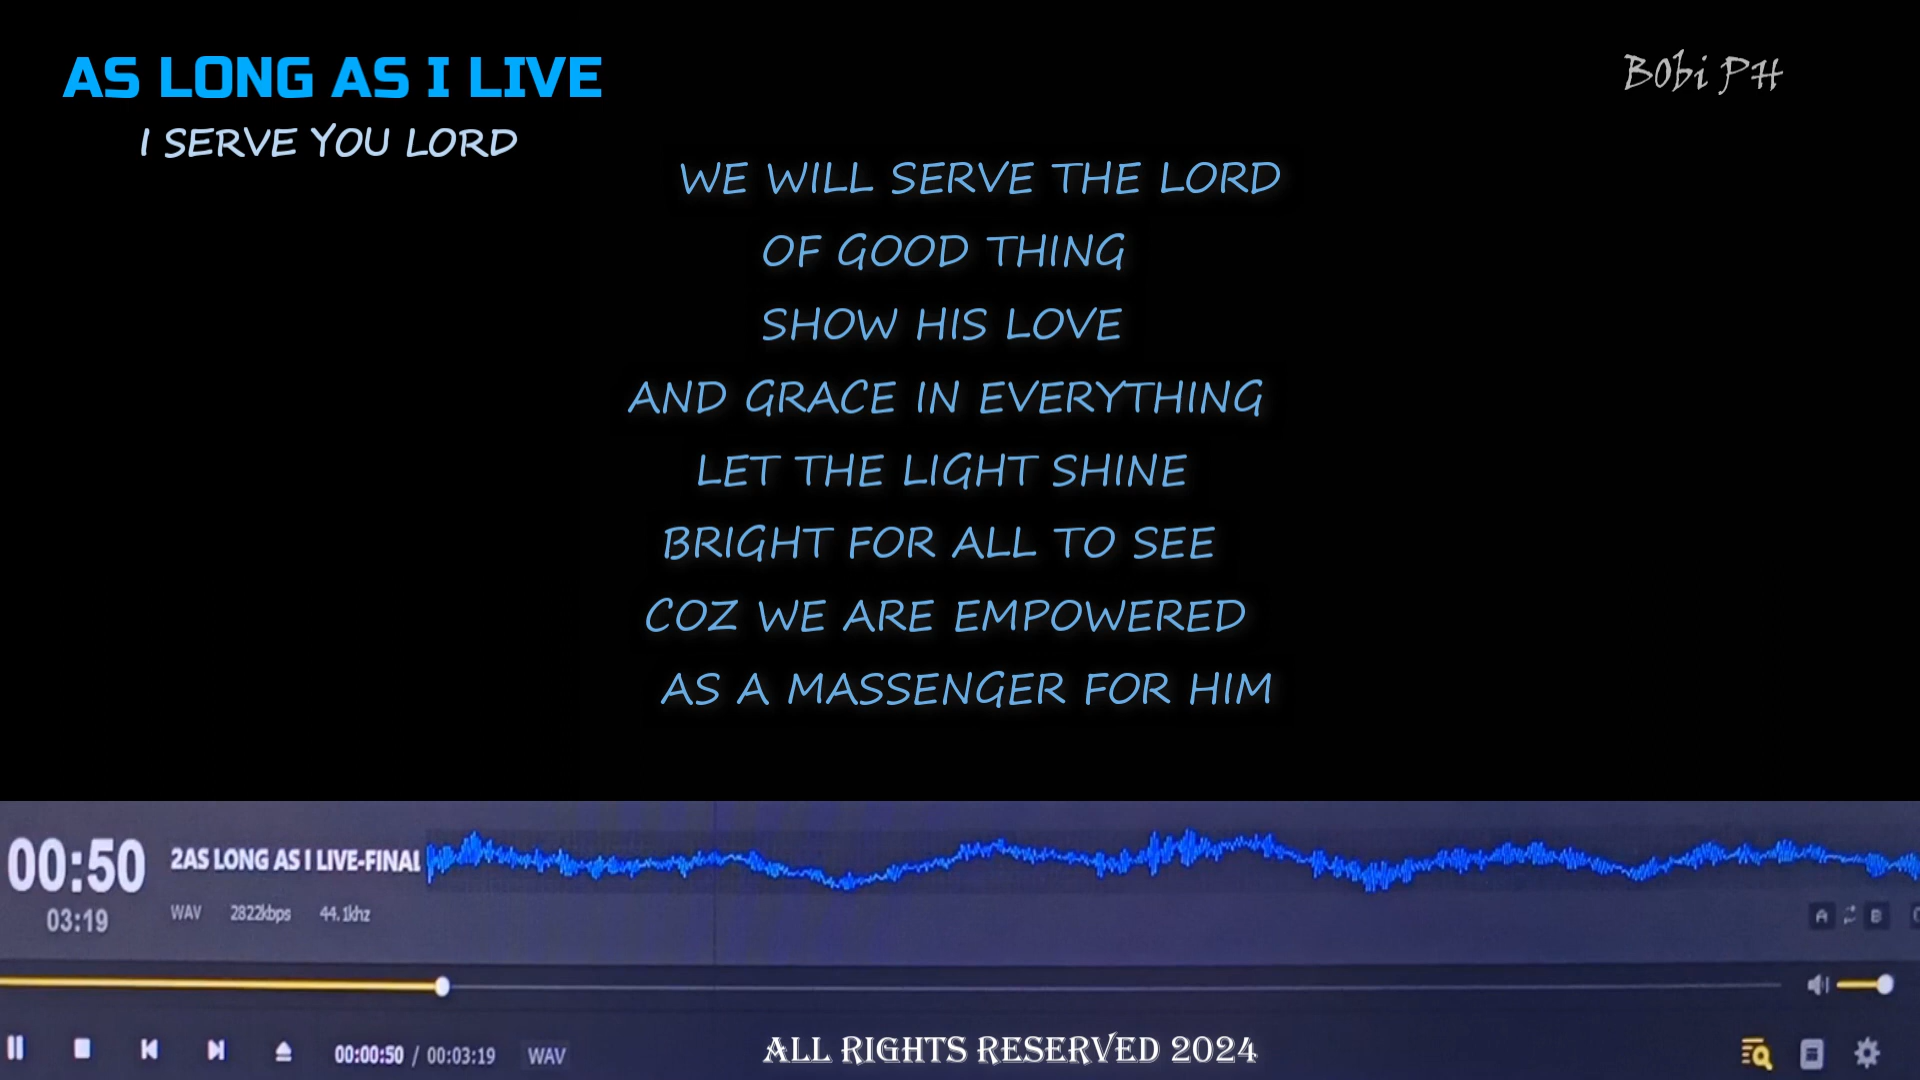 AS LONG AS I LIVE
I SERVE YOU LORD
BObi PH
WE WILL SERVE THE LORD
OF GOOD THING
SHOW HIS LOVE
AND GRACE IN EVERYTHING
LET THE LIGHT SHINE
BRIGHT FOR ALL TO SEE
COZ WE ARE EMPOWERED
AS A MASSENGER FOR HIM
00:50
2AS LONG AS I LIVE-FINAL
03:19
WAV 2822kbps 44.1khz
A B
00:00:50 / 00:03:19 WAV
ALL RIGHTS RESERVED 2024